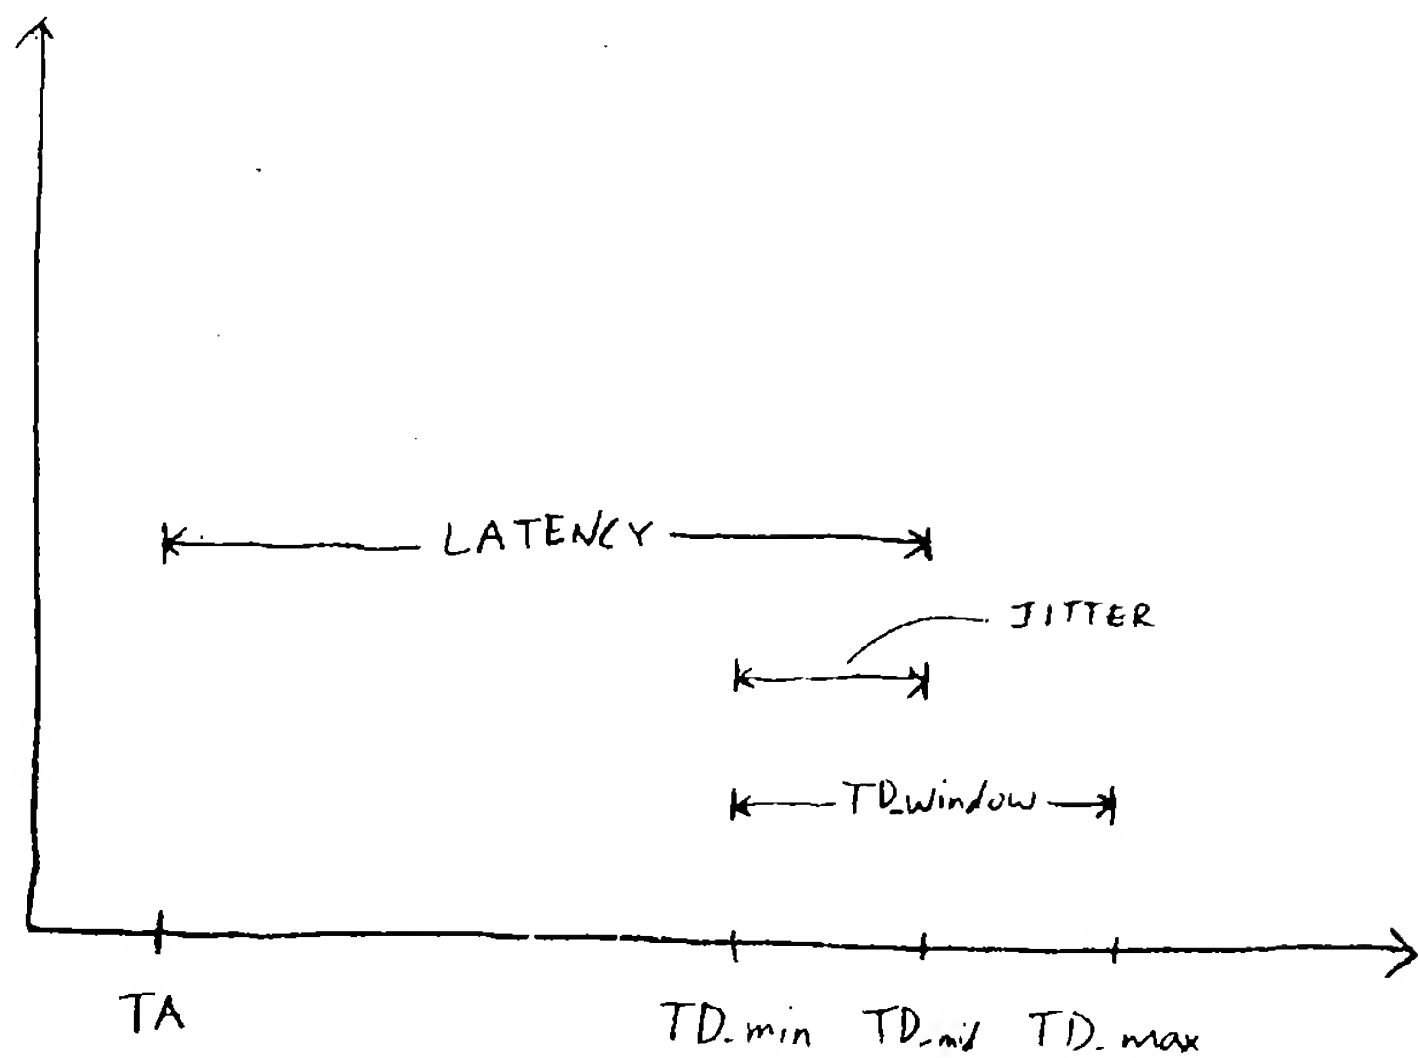 LATENCY
JITTER
TD_window
TA
TD_min
TD_mid
TD_max